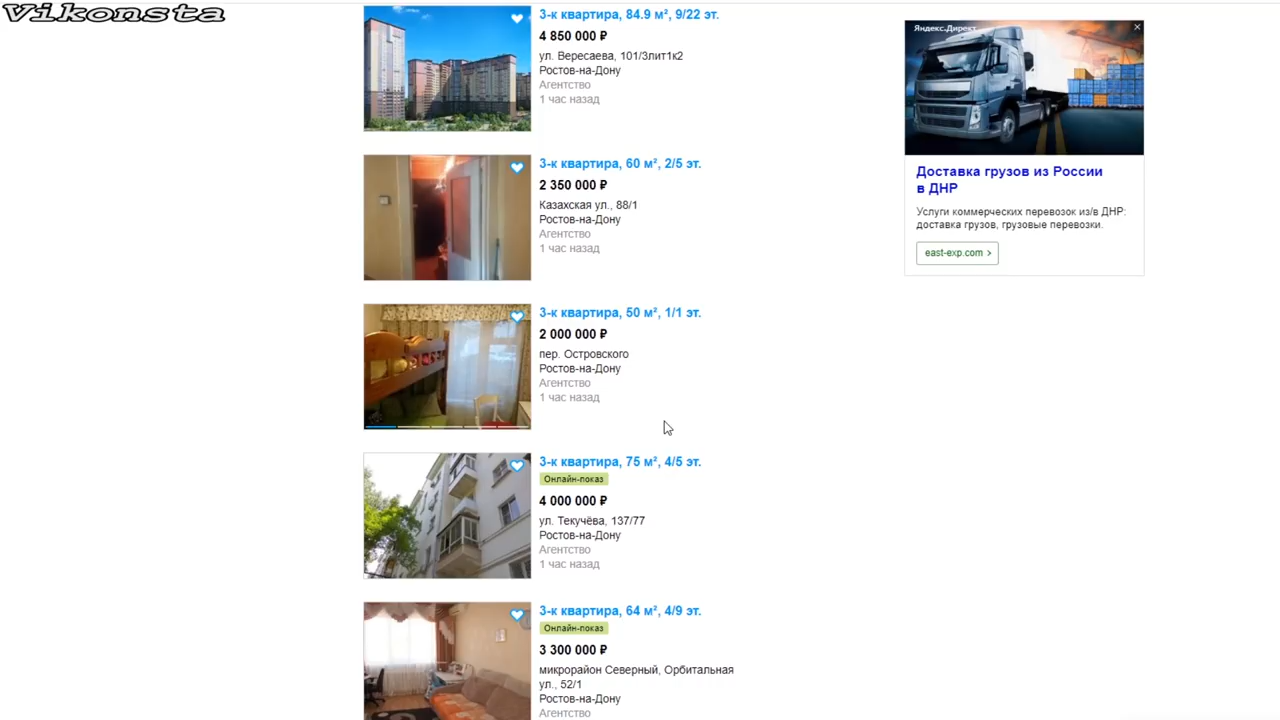 Vikonsta
3-к квартира, 84.9 м², 9/22 эт.
4 850 000 ₽
ул. Вересаева, 101/3лит1к2
Ростов-на-Дону
Агентство
1 час назад
3-к квартира, 60 м², 2/5 эт.
2 350 000 ₽
Казахская ул., 88/1
Ростов-на-Дону
Агентство
1 час назад
3-к квартира, 50 м², 1/1 эт.
2 000 000 ₽
пер. Островского
Ростов-на-Дону
Агентство
1 час назад
3-к квартира, 75 м², 4/5 эт.
Онлайн-показ
4 000 000 ₽
ул. Текучёва, 137/77
Ростов-на-Дону
Агентство
1 час назад
3-к квартира, 64 м², 4/9 эт.
Онлайн-показ
3 300 000 ₽
микрорайон Северный, Орбитальная
ул., 52/1
Ростов-на-Дону
Агентство
Яндекс.Директ
Доставка грузов из России
в ДНР
Услуги коммерческих перевозок из/в ДНР:
доставка грузов, грузовые перевозки.
east-exp.com >